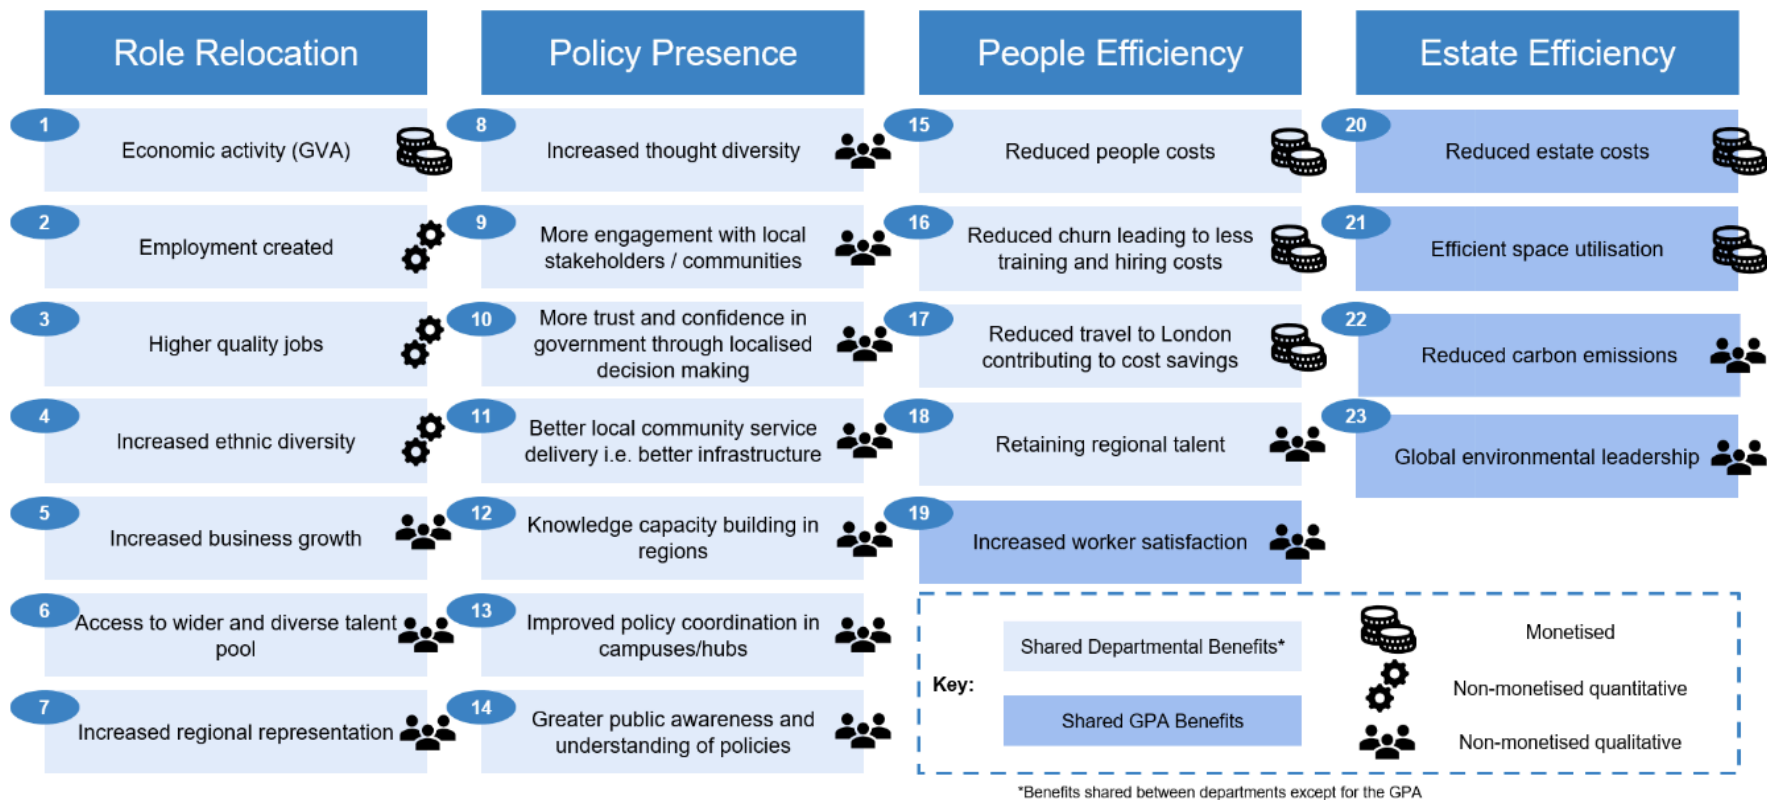 Role Relocation
1
Economic activity (GVA)
2
Employment created
3
Higher quality jobs
4
Increased ethnic diversity
5
Increased business growth
6
Access to wider and diverse talent
pool
7
Increased regional representation
Policy Presence
8
Increased thought diversity
9
More engagement with local
stakeholders / communities
10
More trust and confidence in
government through localised
decision making
11
Better local community service
delivery i.e. better infrastructure
12
Knowledge capacity building in
regions
13
Improved policy coordination in
campuses/hubs
14
Greater public awareness and
understanding of policies
People Efficiency
15
Reduced people costs
16
Reduced churn leading to less
training and hiring costs
17
Reduced travel to London
contributing to cost savings
18
Retaining regional talent
19
Increased worker satisfaction
Estate Efficiency
20
Reduced estate costs
21
Efficient space utilisation
22
Reduced carbon emissions
23
Global environmental leadership
Key:
Shared Departmental Benefits*
Shared GPA Benefits
Monetised
Non-monetised quantitative
Non-monetised qualitative
*Benefits shared between departments except for the GPA